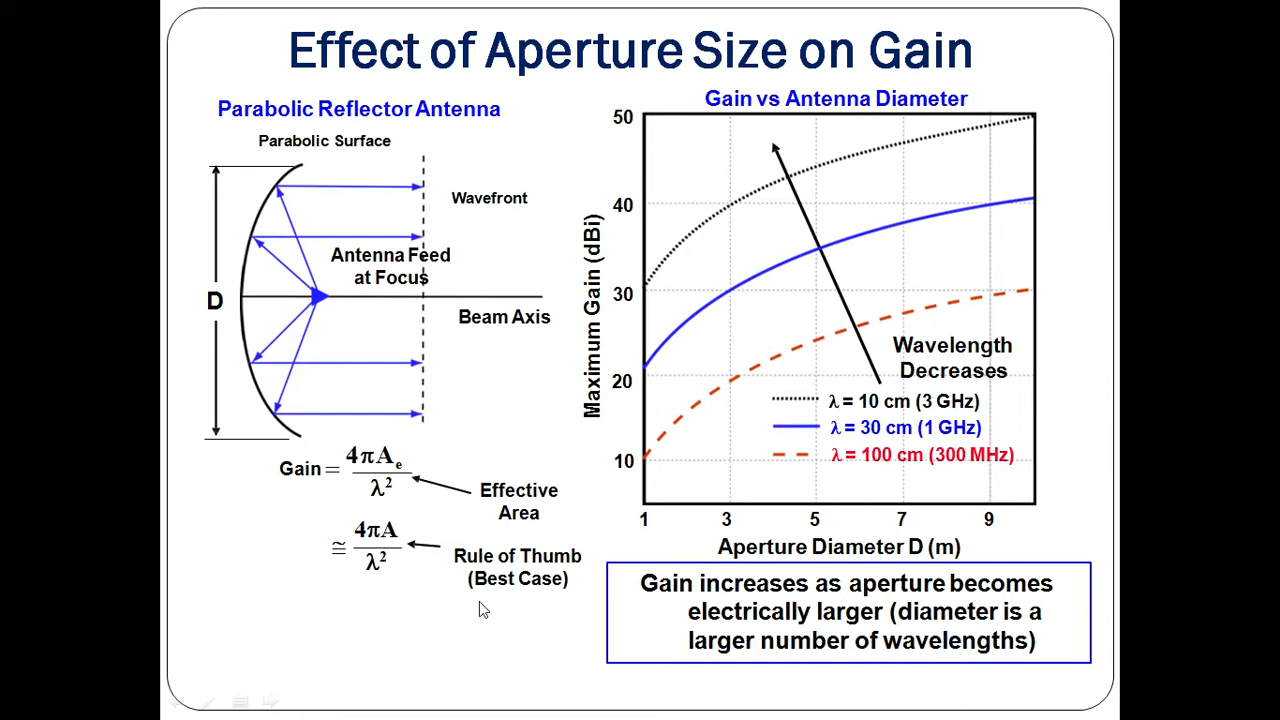 Effect of Aperture Size on Gain
Parabolic Reflector Antenna
Parabolic Surface
Wavefront
Antenna Feed
at Focus
D
Beam Axis
Gain = 4πAₑ / λ²
Effective
Area
≅ 4πA / λ²
Rule of Thumb
(Best Case)
Gain vs Antenna Diameter
Maximum Gain (dBi)
50
40
30
20
10
Wavelength
Decreases
λ = 10 cm (3 GHz)
λ = 30 cm (1 GHz)
λ = 100 cm (300 MHz)
1 3 5 7 9
Aperture Diameter D (m)
Gain increases as aperture becomes
electrically larger (diameter is a
larger number of wavelengths)